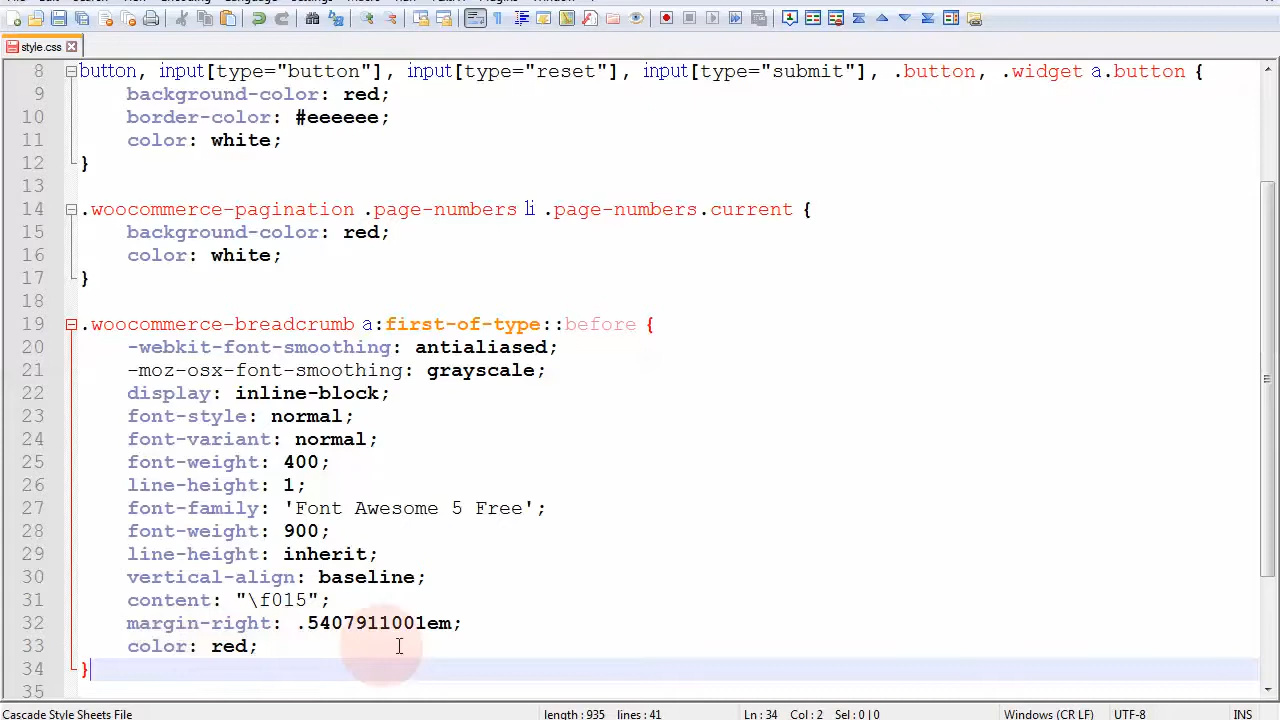 style.css
8 button, input[type="button"], input[type="reset"], input[type="submit"], .button, .widget a.button {
9 background-color: red;
10 border-color: #eeeeee;
11 color: white;
12 }
13
14 .woocommerce-pagination .page-numbers li .page-numbers.current {
15 background-color: red;
16 color: white;
17 }
18
19 .woocommerce-breadcrumb a:first-of-type::before {
20 -webkit-font-smoothing: antialiased;
21 -moz-osx-font-smoothing: grayscale;
22 display: inline-block;
23 font-style: normal;
24 font-variant: normal;
25 font-weight: 400;
26 line-height: 1;
27 font-family: 'Font Awesome 5 Free';
28 font-weight: 900;
29 line-height: inherit;
30 vertical-align: baseline;
31 content: "\f015";
32 margin-right: .5407911001em;
33 color: red;
34 }
35
Cascade Style Sheets File length : 935 lines : 41 Ln : 34 Col : 2 Sel : 0 | 0 Windows (CR LF) UTF-8 INS